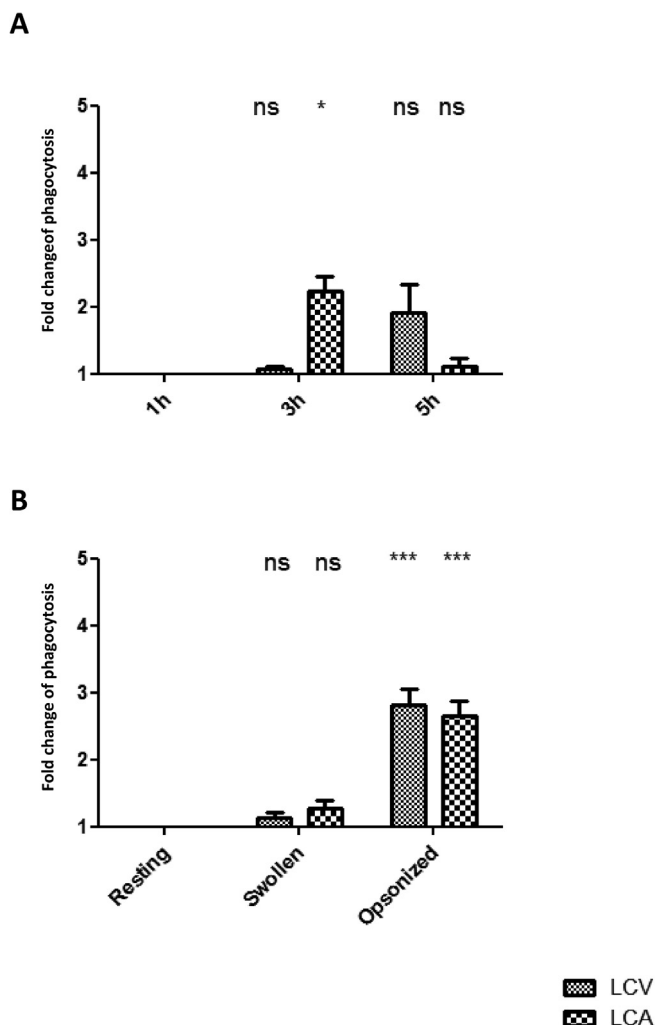 A
ns * ns ns
5
4
3
2
1
Fold changeof phagocytosis
1h 3h 5h
B
ns ns *** ***
5
4
3
2
1
Fold change of phagocytosis
Resting Swollen Opsonized
LCV
LCA